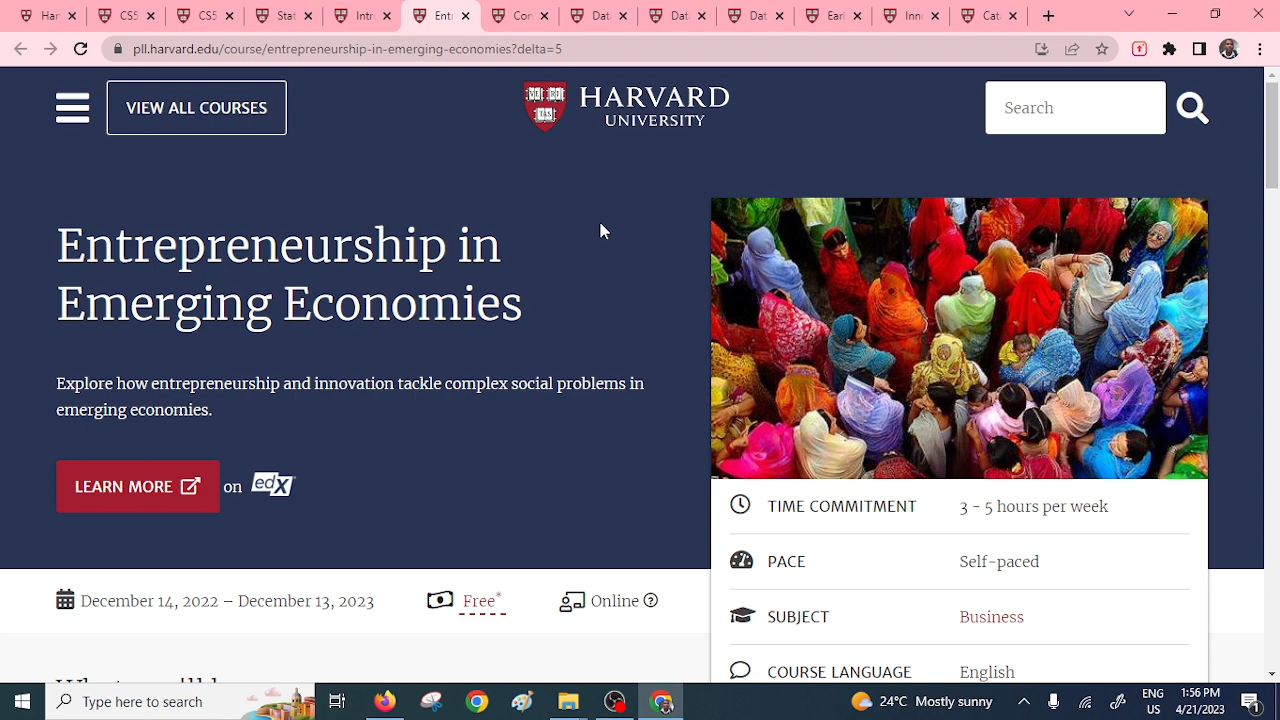 Har
CS5
CS5
Stat
Intr
Entr
Cor
Data
Dat
Dat
Earl
Inn
Cat
pll.harvard.edu/course/entrepreneurship-in-emerging-economies?delta=5
VIEW ALL COURSES
HARVARD
UNIVERSITY
Search
Entrepreneurship in
Emerging Economies
Explore how entrepreneurship and innovation tackle complex social problems in
emerging economies.
LEARN MORE on edX
TIME COMMITMENT 3 - 5 hours per week
PACE Self-paced
SUBJECT Business
COURSE LANGUAGE English
December 14, 2022 – December 13, 2023 Free* Online
Type here to search
24°C Mostly sunny
ENG
US
1:56 PM
4/21/2023
1